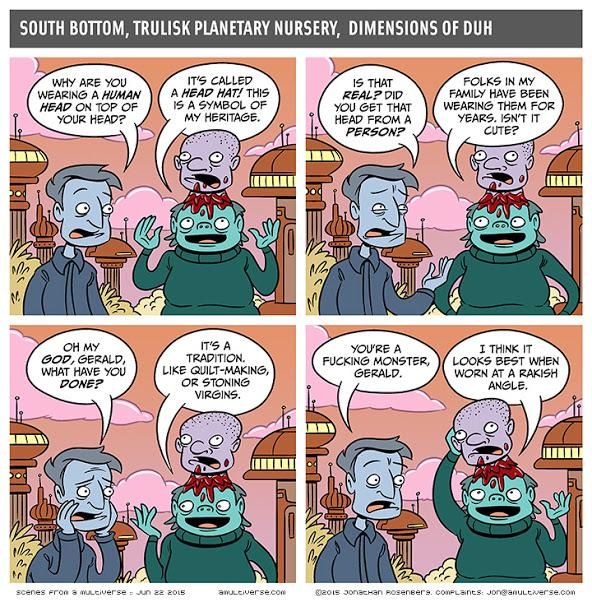 SOUTH BOTTOM, TRULISK PLANETARY NURSERY, DIMENSIONS OF DUH
WHY ARE YOU
WEARING A HUMAN
HEAD ON TOP OF
YOUR HEAD?
IT'S CALLED
A HEAD HAT! THIS
IS A SYMBOL OF
MY HERITAGE.
IS THAT
REAL? DID
YOU GET THAT
HEAD FROM A
PERSON?
FOLKS IN MY
FAMILY HAVE BEEN
WEARING THEM FOR
YEARS. ISN'T IT
CUTE?
OH MY
GOD, GERALD,
WHAT HAVE YOU
DONE?
IT'S A
TRADITION.
LIKE QUILT-MAKING,
OR STONING
VIRGINS.
YOU'RE A
FUCKING MONSTER,
GERALD.
I THINK IT
LOOKS BEST WHEN
WORN AT A RAKISH
ANGLE.
scenes from a multiverse :: Jun 22 2015
amultiverse.com
©2015 Jonathan Rosenberg. Complaints: jon@amultiverse.com